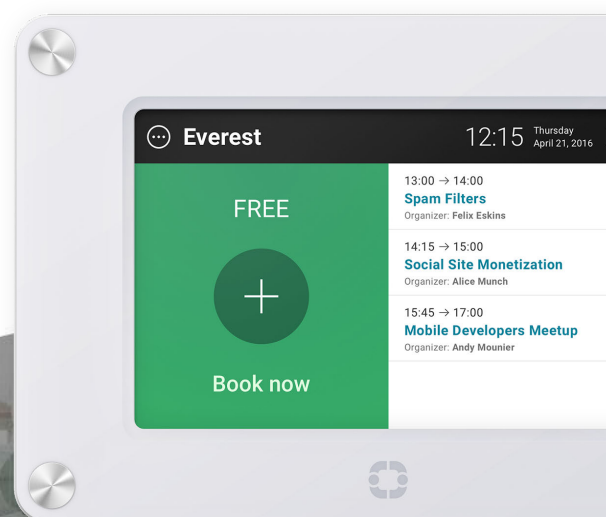 Everest
12:15
Thursday
April 21, 2016
FREE
Book now
13:00 → 14:00
Spam Filters
Organizer: Felix Eskins
14:15 → 15:00
Social Site Monetization
Organizer: Alice Munch
15:45 → 17:00
Mobile Developers Meetup
Organizer: Andy Mounier